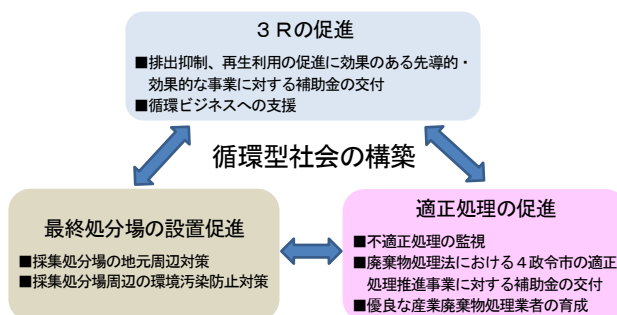 ３Ｒの促進
■排出抑制、再生利用の促進に効果のある先導的・
効果的な事業に対する補助金の交付
■循環ビジネスへの支援
循環型社会の構築
最終処分場の設置促進
■採集処分場の地元周辺対策
■採集処分場周辺の環境汚染防止対策
適正処理の促進
■不適正処理の監視
■廃棄物処理法における４政令市の適正
処理推進事業に対する補助金の交付
■優良な産業廃棄物処理業者の育成